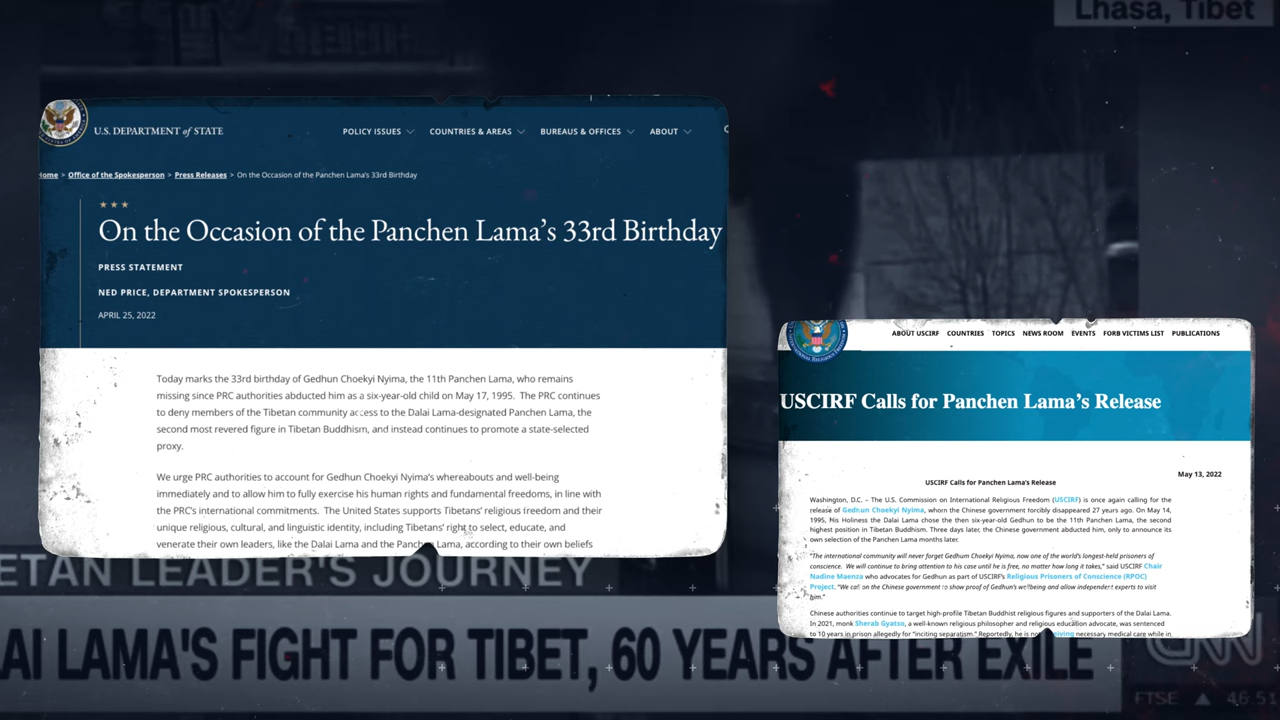 Lhasa, Tibet
U.S. DEPARTMENT of STATE
POLICY ISSUES
COUNTRIES & AREAS
BUREAUS & OFFICES
ABOUT
Home > Office of the Spokesperson > Press Releases > On the Occasion of the Panchen Lama's 33rd Birthday
On the Occasion of the Panchen Lama's 33rd Birthday
PRESS STATEMENT
NED PRICE, DEPARTMENT SPOKESPERSON
APRIL 25, 2022
Today marks the 33rd birthday of Gedhun Choekyi Nyima, the 11th Panchen Lama, who remains
missing since PRC authorities abducted him as a six-year-old child on May 17, 1995. The PRC continues
to deny members of the Tibetan community access to the Dalai Lama-designated Panchen Lama, the
second most revered figure in Tibetan Buddhism, and instead continues to promote a state-selected
proxy.
We urge PRC authorities to account for Gedhun Choekyi Nyima's whereabouts and well-being
immediately and to allow him to fully exercise his human rights and fundamental freedoms, in line with
the PRC's international commitments. The United States supports Tibetans' religious freedom and their
unique religious, cultural, and linguistic identity, including Tibetans' right to select, educate, and
venerate their own leaders, like the Dalai Lama and the Panchen Lama, according to their own beliefs
ABOUT USCIRF COUNTRIES TOPICS NEWS ROOM EVENTS FORB VICTIMS LIST PUBLICATIONS
USCIRF Calls for Panchen Lama's Release
May 13, 2022
USCIRF Calls for Panchen Lama's Release
Washington, D.C. – The U.S. Commission on International Religious Freedom (USCIRF) is once again calling for the
release of Gedhun Choekyi Nyima, whom the Chinese government forcibly disappeared 27 years ago. On May 14,
1995, His Holiness the Dalai Lama chose the then six-year-old Gedhun to be the 11th Panchen Lama, the second
highest position in Tibetan Buddhism. Three days later, the Chinese government abducted him, only to announce its
own selection of the Panchen Lama months later.
"The international community will never forget Gedhum Choekyi Nyima, now one of the world's longest-held prisoners of
conscience. We will continue to bring attention to his case until he is free, no matter how long it takes," said USCIRF Chair
Nadine Maenza who advocates for Gedhun as part of USCIRF's Religious Prisoners of Conscience (RPOC)
Project. "We call on the Chinese government to show proof of Gedhun's wellbeing and allow independent experts to visit
him."
Chinese authorities continue to target high-profile Tibetan Buddhist religious figures and supporters of the Dalai Lama.
In 2021, monk Sherab Gyatso, a well-known religious philosopher and religious education advocate, was sentenced
to 10 years in prison allegedly for "inciting separatism." Reportedly, he is not receiving necessary medical care while in
ETAN LEADER'S JOURNEY
AI LAMA'S FIGHT FOR TIBET, 60 YEARS AFTER EXILE
CNN
FTSE ▲ 46.51